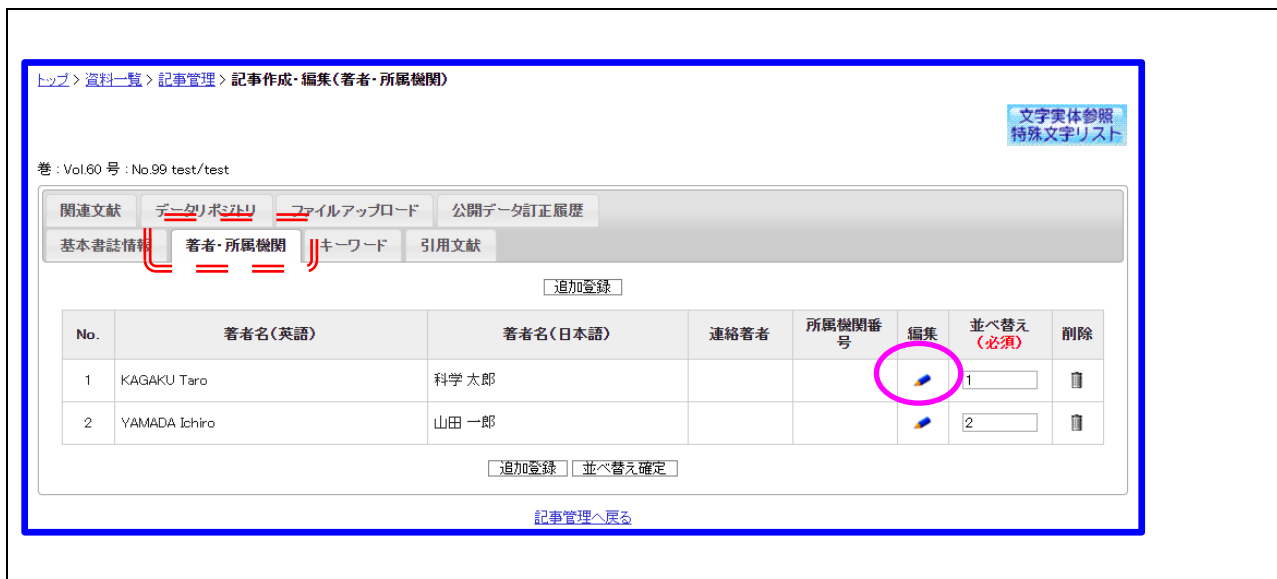 トップ > 資料一覧 > 記事管理 > 記事作成・編集(著者・所属機関)
文字実体参照
特殊文字リスト
巻 : Vol.60 号 : No.99 test/test
関連文献 データリポジトリ ファイルアップロード 公開データ訂正履歴
基本書誌情報 著者・所属機関 キーワード 引用文献
追加登録
No. 著者名(英語) 著者名(日本語) 連絡著者 所属機関番号 編集 並べ替え(必須) 削除
1 KAGAKU Taro 科学 太郎 1
2 YAMADA Ichiro 山田 一郎 2
追加登録 並べ替え確定
記事管理へ戻る